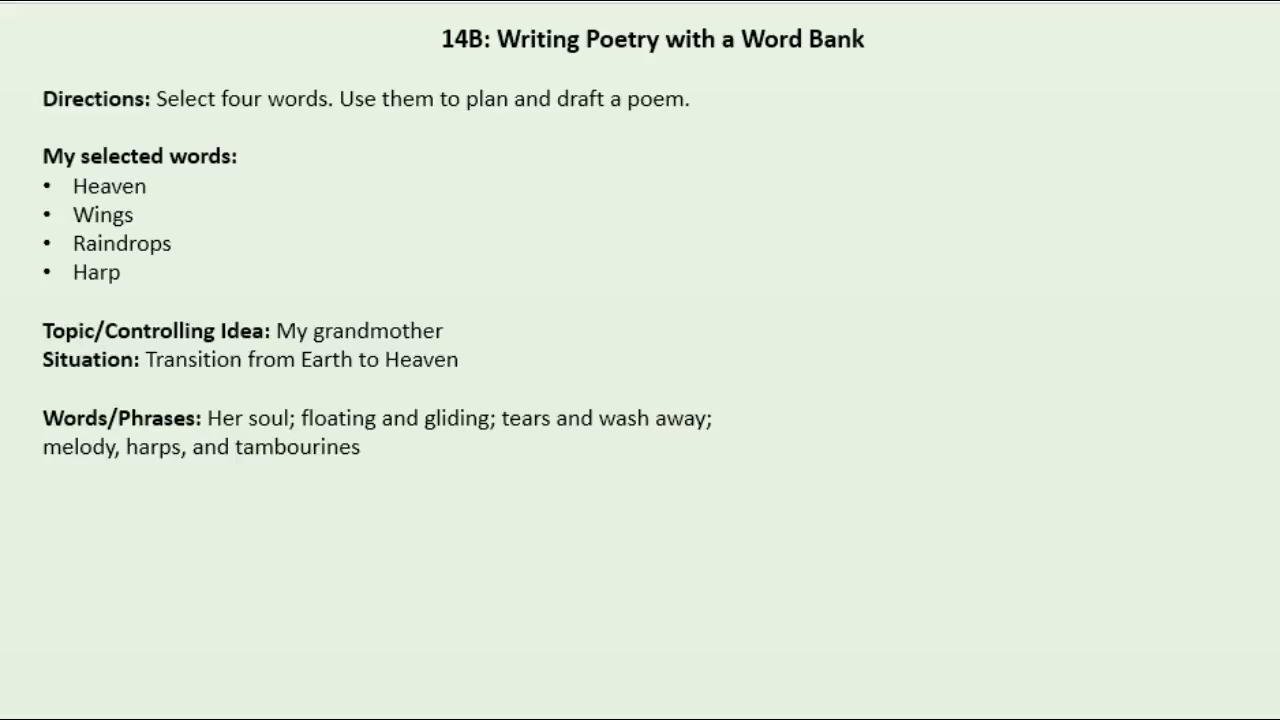 14B: Writing Poetry with a Word Bank
Directions: Select four words. Use them to plan and draft a poem.
My selected words:
• Heaven
• Wings
• Raindrops
• Harp
Topic/Controlling Idea: My grandmother
Situation: Transition from Earth to Heaven
Words/Phrases: Her soul; floating and gliding; tears and wash away;
melody, harps, and tambourines